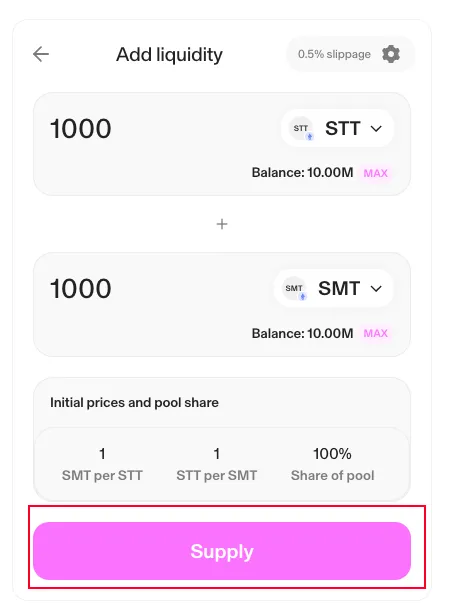 Add liquidity
0.5% slippage
1000
STT
STT
Balance: 10.00M MAX
+
1000
SMT
SMT
Balance: 10.00M MAX
Initial prices and pool share
1 1 100%
SMT per STT STT per SMT Share of pool
Supply